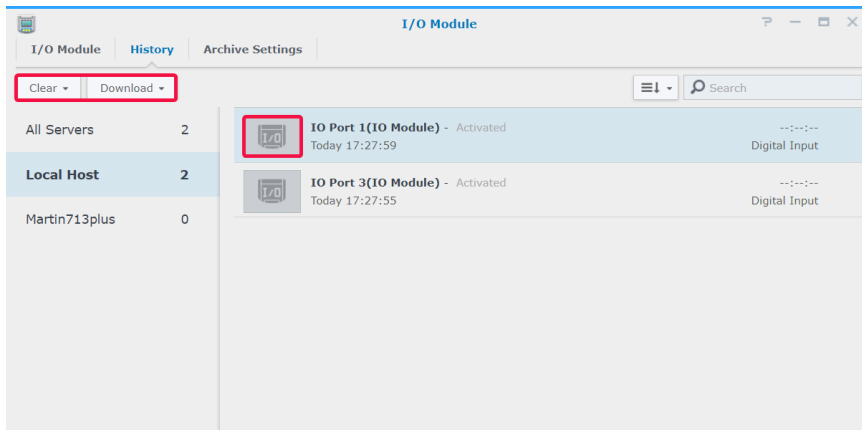 I/O Module
I/O Module History Archive Settings
Clear Download Search
All Servers 2
Local Host 2
Martin713plus 0
I/O IO Port 1(IO Module) - Activated --:--:--
Today 17:27:59 Digital Input
I/O IO Port 3(IO Module) - Activated --:--:--
Today 17:27:55 Digital Input